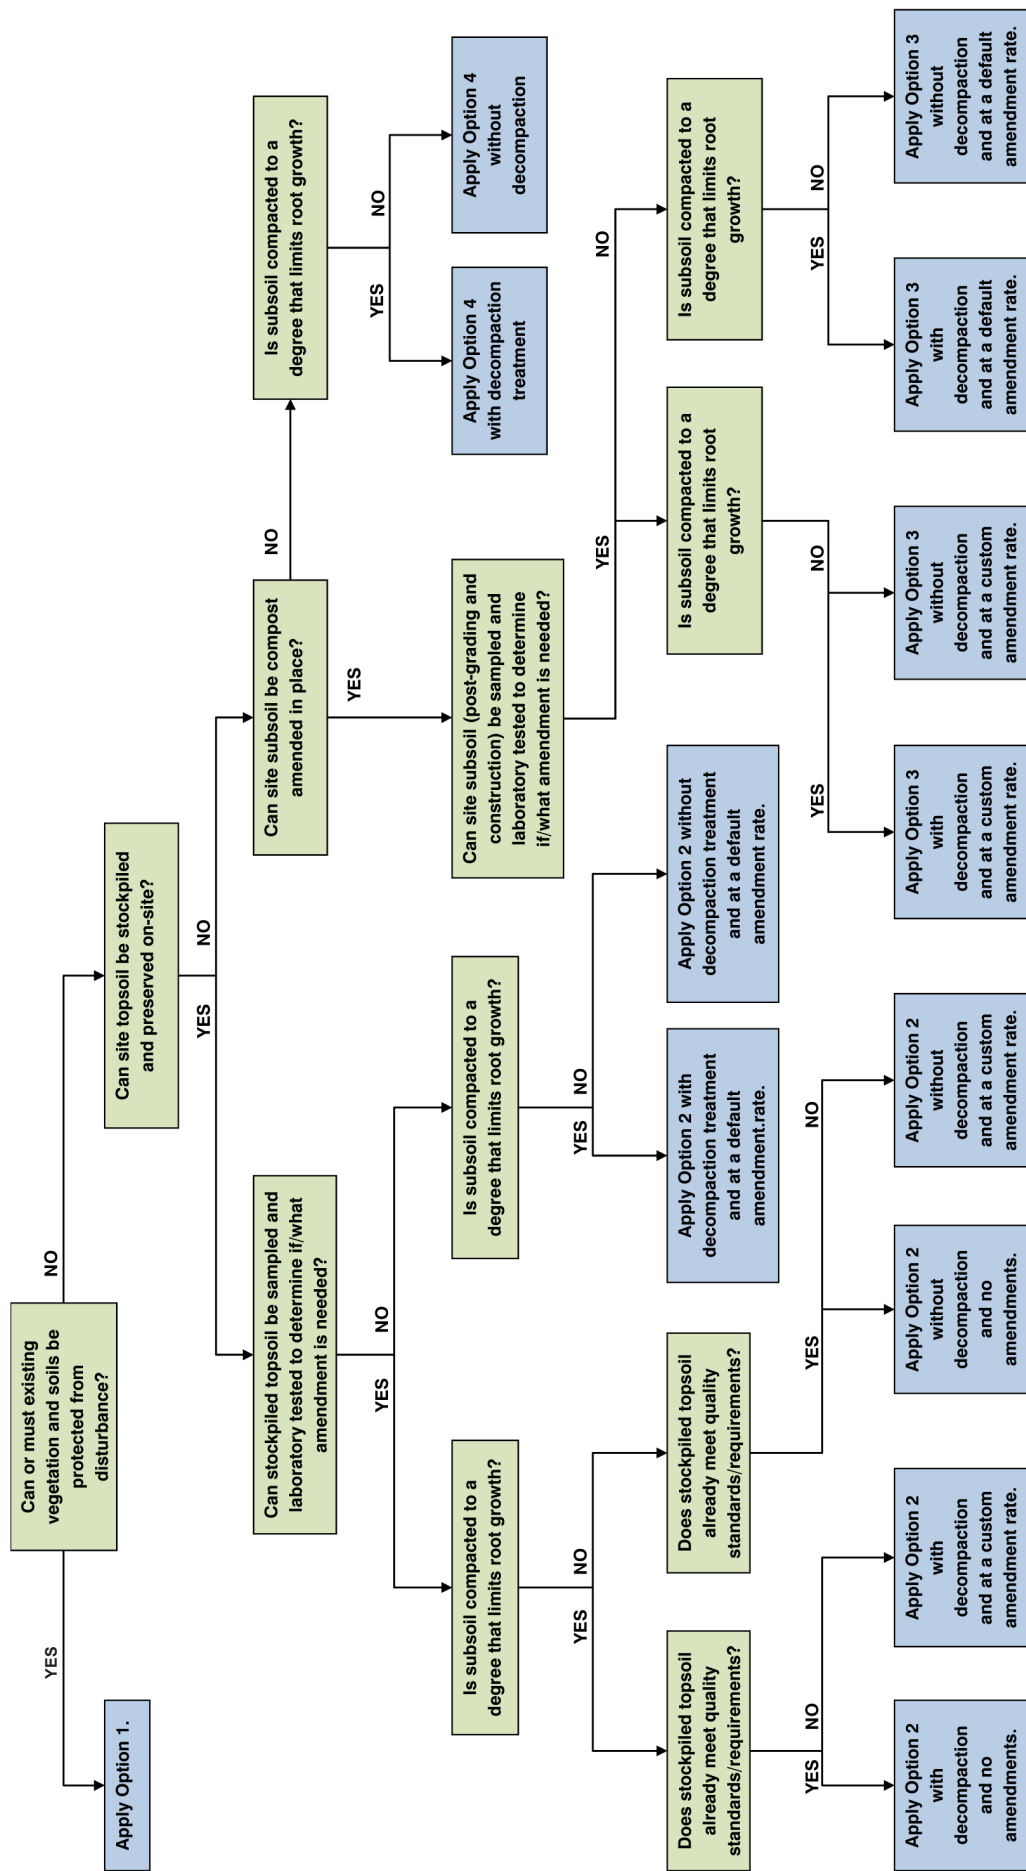 Can or must existing
vegetation and soils be
protected from
disturbance?
YES
NO
Apply Option 1.
Can site topsoil be stockpiled
and preserved on-site?
YES
NO
Can stockpiled topsoil be sampled and
laboratory tested to determine if/what
amendment is needed?
YES
NO
Can site subsoil be compost
amended in place?
YES
NO
Is subsoil compacted to a
degree that limits root growth?
YES
NO
Is subsoil compacted to a
degree that limits root growth?
YES
NO
Is subsoil compacted to a
degree that limits root growth?
YES
NO
Can site subsoil (post-grading and
construction) be sampled and
laboratory tested to determine
if/what amendment is needed?
YES
NO
Apply Option 4
with decompaction
treatment
Apply Option 4
without
decompaction
Does stockpiled topsoil
already meet quality
standards/requirements?
YES
NO
Does stockpiled topsoil
already meet quality
standards/requirements?
YES
NO
Apply Option 2 with
decompaction treatment
and at a default
amendment.rate.
Apply Option 2 without
decompaction treatment
and at a default
amendment rate.
Is subsoil compacted to a
degree that limits root
growth?
YES
NO
Is subsoil compacted to a
degree that limits root
growth?
YES
NO
Apply Option 2
with
decompaction
and no
amendments.
Apply Option 2
with
decompaction
and at a custom
amendment rate.
Apply Option 2
without
decompaction
and no
amendments.
Apply Option 2
without
decompaction
and at a custom
amendment rate.
Apply Option 3
with
decompaction
and at a custom
amendment rate.
Apply Option 3
without
decompaction
and at a custom
amendment rate.
Apply Option 3
with
decompaction
and at a default
amendment rate.
Apply Option 3
without
decompaction
and at a default
amendment rate.